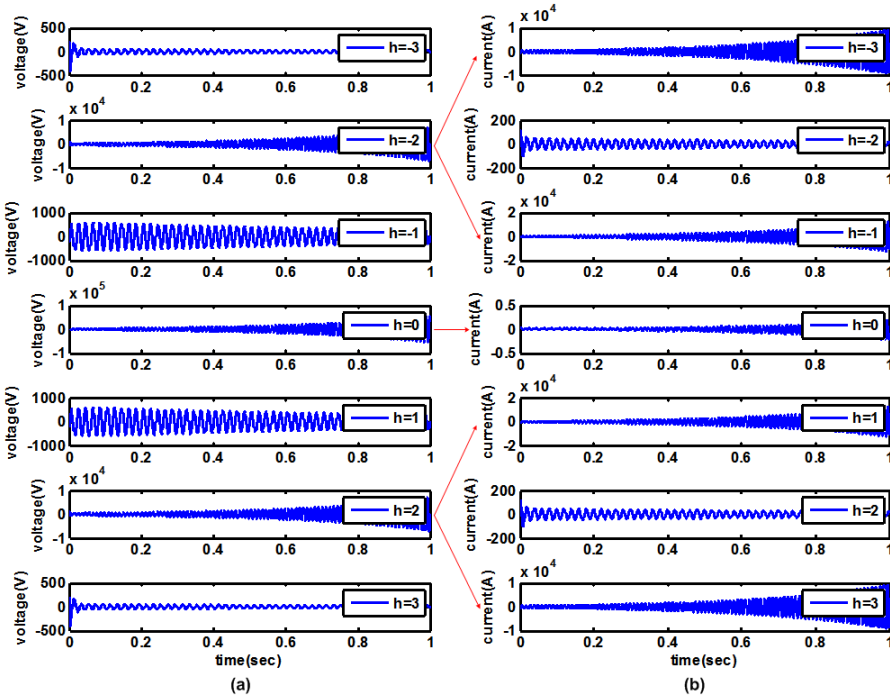 500
0
-500
voltage(V)
h=-3
0 0.2 0.4 0.6 0.8 1
x 10^4
1
0
-1
voltage(V)
h=-2
0 0.2 0.4 0.6 0.8 1
1000
0
-1000
voltage(V)
h=-1
0 0.2 0.4 0.6 0.8 1
x 10^5
1
0
-1
voltage(V)
h=0
0 0.2 0.4 0.6 0.8 1
1000
0
-1000
voltage(V)
h=1
0 0.2 0.4 0.6 0.8 1
x 10^4
1
0
-1
voltage(V)
h=2
0 0.2 0.4 0.6 0.8 1
500
0
-500
voltage(V)
h=3
0 0.2 0.4 0.6 0.8 1
time(sec)
(a)
x 10^4
1
0
-1
current(A)
h=-3
0 0.2 0.4 0.6 0.8 1
200
0
-200
current(A)
h=-2
0 0.2 0.4 0.6 0.8 1
x 10^4
2
0
-2
current(A)
h=-1
0 0.2 0.4 0.6 0.8 1
0.5
0
-0.5
current(A)
h=0
0 0.2 0.4 0.6 0.8 1
x 10^4
2
0
-2
current(A)
h=1
0 0.2 0.4 0.6 0.8 1
200
0
-200
current(A)
h=2
0 0.2 0.4 0.6 0.8 1
x 10^4
1
0
-1
current(A)
h=3
0 0.2 0.4 0.6 0.8 1
time(sec)
(b)